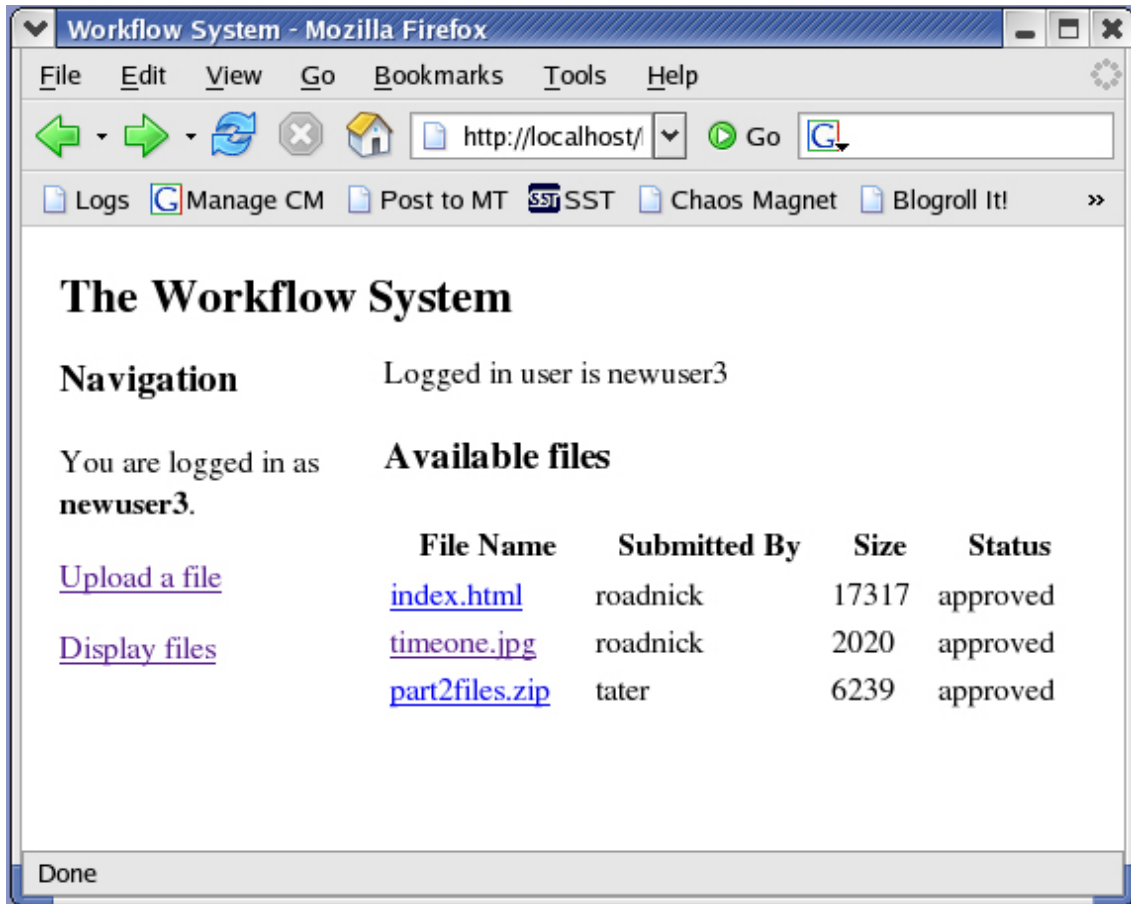 Workflow System - Mozilla Firefox
File Edit View Go Bookmarks Tools Help
http://localhost/ Go G
Logs G Manage CM Post to MT SST SST Chaos Magnet Blogroll It! »
The Workflow System
Navigation
You are logged in as
newuser3.
Upload a file
Display files
Logged in user is newuser3
Available files
File Name Submitted By Size Status
index.html roadnick 17317 approved
timeone.jpg roadnick 2020 approved
part2files.zip tater 6239 approved
Done